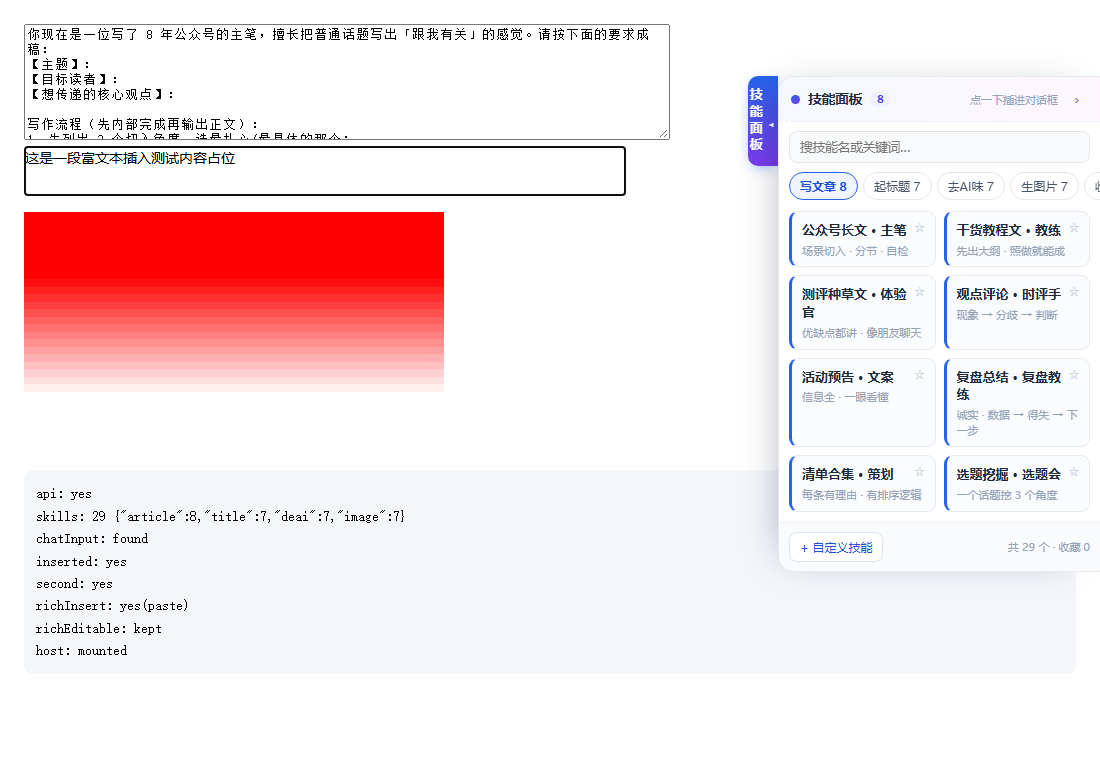 你现在是一位写了 8 年公众号的主笔，擅长把普通话题写出「跟我有关」的感觉。请按下面的要求成
稿：
【主题】：
【目标读者】：
【想传递的核心观点】：
写作流程（先内部完成再输出正文）：
这是一段富文本插入测试内容占位
技能面板
◂
技能面板 8
点一下插进对话框 ›
搜技能名或关键词...
写文章 8 起标题 7 去AI味 7 生图片 7
公众号长文 • 主笔 ☆
场景切入 · 分节 · 自检
干货教程文 • 教练 ☆
先出大纲 · 照做就能成
测评种草文 • 体验 ☆
官
优缺点都讲 · 像朋友聊天
观点评论 • 时评手 ☆
现象 → 分歧 → 判断
活动预告 • 文案 ☆
信息全 · 一眼看懂
复盘总结 • 复盘教 ☆
练
诚实 · 数据 → 得失 → 下
一步
清单合集 • 策划 ☆
每条有理由 · 有排序逻辑
选题挖掘 • 选题会 ☆
一个话题挖 3 个角度
+ 自定义技能
共 29 个 · 收藏 0
api: yes
skills: 29 {"article":8,"title":7,"deai":7,"image":7}
chatInput: found
inserted: yes
second: yes
richInsert: yes(paste)
richEditable: kept
host: mounted